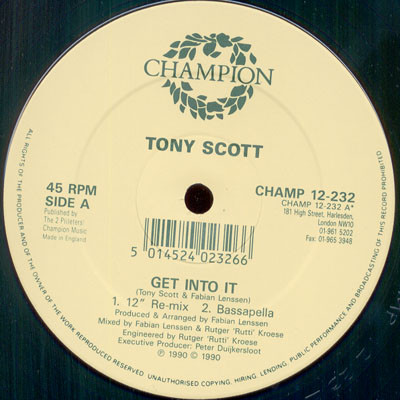 CHAMPION
TONY SCOTT
45 RPM
SIDE A
Published by
The 2 Pieters/
Champion Music
Made in England
CHAMP 12-232
CHAMP 12-232 A*
181 High Street, Harlesden,
London NW10
01-961 5202
Fax: 01-965 3948
5 014524 023266
GET INTO IT
(Tony Scott & Fabian Lenssen)
1. 12" Re-mix 2. Bassapella
Produced & Arranged by Fabian Lenssen
Mixed by Fabian Lenssen & Rutger 'Rutti' Kroese
Engineered by Rutger 'Rutti' Kroese
Executive Producer: Peter Duijkersloot
℗ 1990 © 1990
ALL RIGHTS OF THE PRODUCER AND OF THE OWNER OF THE WORK REPRODUCED RESERVED UNAUTHORISED COPYING, HIRING, LENDING, PUBLIC PERFORMANCE AND BROADCASTING OF THIS RECORD PROHIBITED